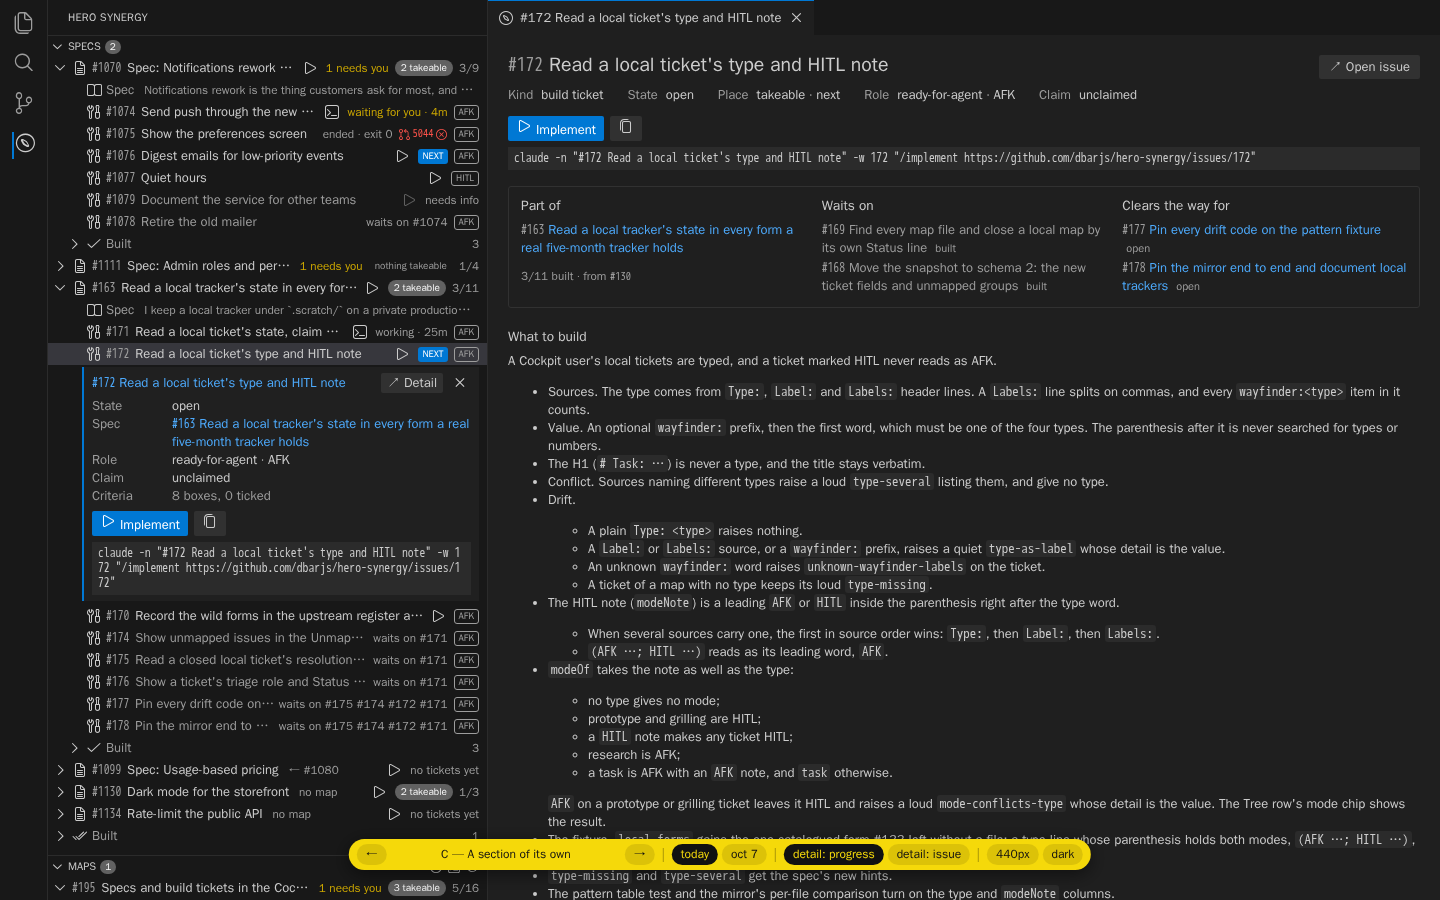 HERO SYNERGY
SPECS 2
#1070 Spec: Notifications rework ⋯ 1 needs you 2 takeable 3/9
Spec Notifications rework is the thing customers ask for most, and ⋯
#1074 Send push through the new ⋯ waiting for you · 4m AFK
#1075 Show the preferences screen ended · exit 0 5044 AFK
#1076 Digest emails for low-priority events NEXT AFK
#1077 Quiet hours HITL
#1079 Document the service for other teams needs info
#1078 Retire the old mailer waits on #1074 AFK
Built 3
#1111 Spec: Admin roles and per⋯ 1 needs you nothing takeable 1/4
#163 Read a local tracker's state in every for⋯ 2 takeable 3/11
Spec I keep a local tracker under `.scratch/` on a private productio⋯
#171 Read a local ticket's state, claim ⋯ working · 25m AFK
#172 Read a local ticket's type and HITL note NEXT AFK
#172 Read a local ticket's type and HITL note ↗ Detail
State open
Spec #163 Read a local tracker's state in every form a real
five-month tracker holds
Role ready-for-agent · AFK
Claim unclaimed
Criteria 8 boxes, 0 ticked
Implement
claude -n "#172 Read a local ticket's type and HITL note" -w 1
72 "/implement https://github.com/dbarjs/hero-synergy/issues/1
72"
#170 Record the wild forms in the upstream register a⋯ AFK
#174 Show unmapped issues in the Unmap⋯ waits on #171 AFK
#175 Read a closed local ticket's resolution⋯ waits on #171 AFK
#176 Show a ticket's triage role and Status ⋯ waits on #171 AFK
#177 Pin every drift code on⋯ waits on #175 #174 #172 #171 AFK
#178 Pin the mirror end to ⋯ waits on #175 #174 #172 #171 AFK
Built 3
#1099 Spec: Usage-based pricing ← #1080 no tickets yet
#1130 Dark mode for the storefront no map 2 takeable 1/3
#1134 Rate-limit the public API no map no tickets yet
Built 1
MAPS 1
#195 Specs and build tickets in the Coc⋯ 1 needs you 3 takeable 5/16
#172 Read a local ticket's type and HITL note
#172 Read a local ticket's type and HITL note
↗ Open issue
Kind build ticket State open Place takeable · next Role ready-for-agent · AFK Claim unclaimed
Implement
claude -n "#172 Read a local ticket's type and HITL note" -w 172 "/implement https://github.com/dbarjs/hero-synergy/issues/172"
Part of
#163 Read a local tracker's state in every form a
real five-month tracker holds
3/11 built · from #130
Waits on
#169 Find every map file and close a local map by
its own Status line built
#168 Move the snapshot to schema 2: the new
ticket fields and unmapped groups built
Clears the way for
#177 Pin every drift code on the pattern fixture
open
#178 Pin the mirror end to end and document local
trackers open
What to build
A Cockpit user's local tickets are typed, and a ticket marked HITL never reads as AFK.
• Sources. The type comes from Type:, Label: and Labels: header lines. A Labels: line splits on commas, and every wayfinder:<type> item in it
counts.
• Value. An optional wayfinder: prefix, then the first word, which must be one of the four types. The parenthesis after it is never searched for types or
numbers.
• The H1 (# Task: ⋯) is never a type, and the title stays verbatim.
• Conflict. Sources naming different types raise a loud type-several listing them, and give no type.
• Drift.
◦ A plain Type: <type> raises nothing.
◦ A Label: or Labels: source, or a wayfinder: prefix, raises a quiet type-as-label whose detail is the value.
◦ An unknown wayfinder: word raises unknown-wayfinder-labels on the ticket.
◦ A ticket of a map with no type keeps its loud type-missing.
• The HITL note (modeNote) is a leading AFK or HITL inside the parenthesis right after the type word.
◦ When several sources carry one, the first in source order wins: Type:, then Label:, then Labels:.
◦ (AFK ⋯; HITL ⋯) reads as its leading word, AFK.
• modeOf takes the note as well as the type:
◦ no type gives no mode;
◦ prototype and grilling are HITL;
◦ a HITL note makes any ticket HITL;
◦ research is AFK;
◦ a task is AFK with an AFK note, and task otherwise.
AFK on a prototype or grilling ticket leaves it HITL and raises a loud mode-conflicts-type whose detail is the value. The Tree row's mode chip shows
the result.
• The fixture local-forms gains the one catalogued form #132 left without a file: a type line whose parenthesis holds both modes, (AFK ⋯; HITL ⋯),
← C — A section of its own → today oct 7 detail: progress detail: issue 440px dark
• type-missing and type-several get the spec's new hints.
• The pattern table test and the mirror's per-file comparison turn on the type and modeNote columns.